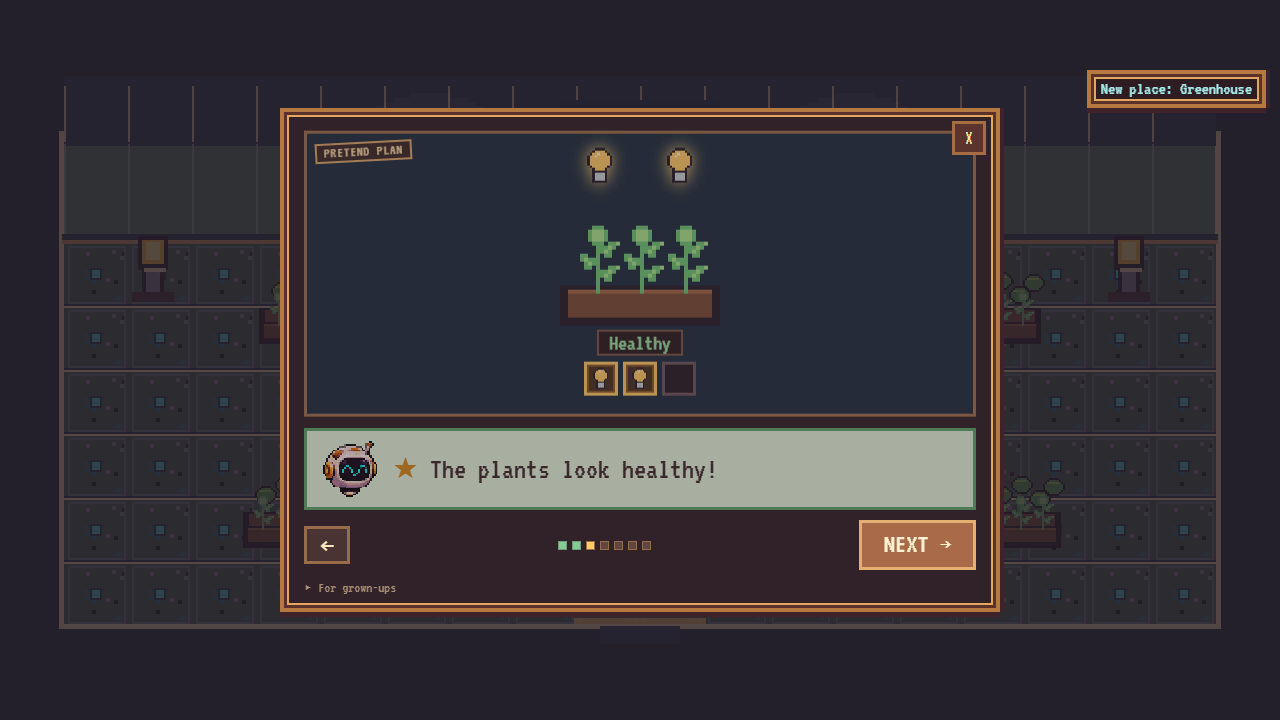 New place: Greenhouse
X
PRETEND PLAN
Healthy
★ The plants look healthy!
←
NEXT →
▸ For grown-ups